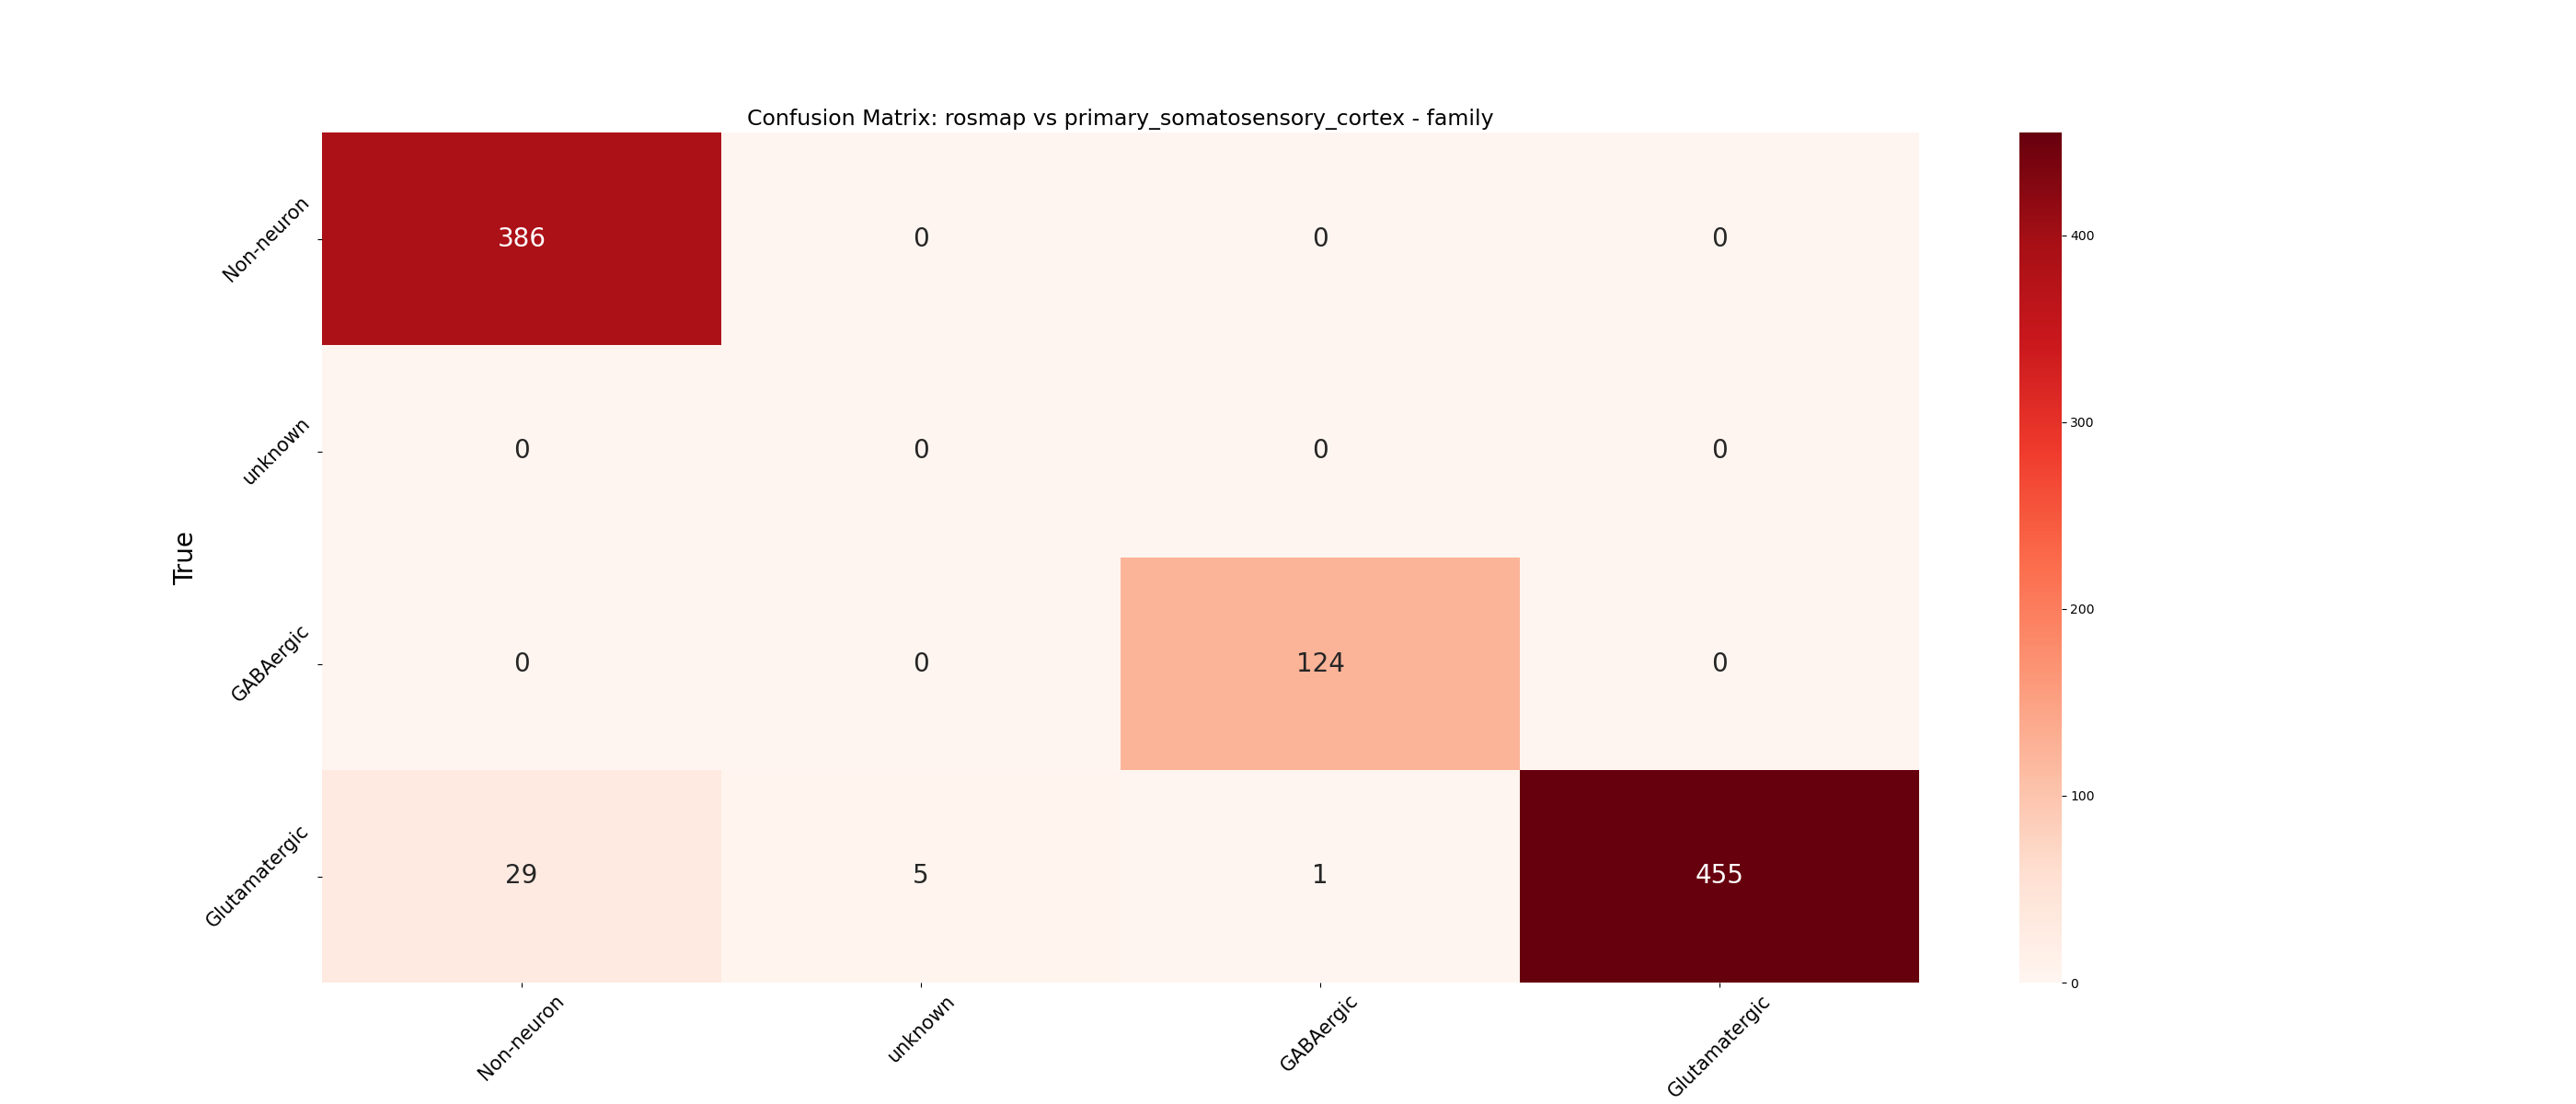 Confusion Matrix: rosmap vs primary_somatosensory_cortex - family
True
Non-neuron
386 0 0 0
unknown
0 0 0 0
GABAergic
0 0 124 0
Glutamatergic
29 5 1 455
Non-neuron
unknown
GABAergic
Glutamatergic
400
300
200
100
0